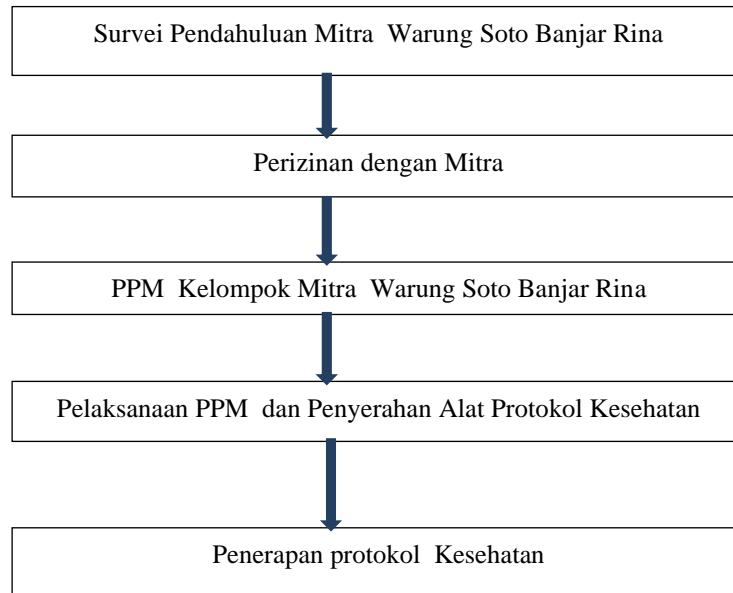 Survei Pendahuluan Mitra Warung Soto Banjar Rina
Perizinan dengan Mitra
PPM Kelompok Mitra Warung Soto Banjar Rina
Pelaksanaan PPM dan Penyerahan Alat Protokol Kesehatan
Penerapan protokol Kesehatan